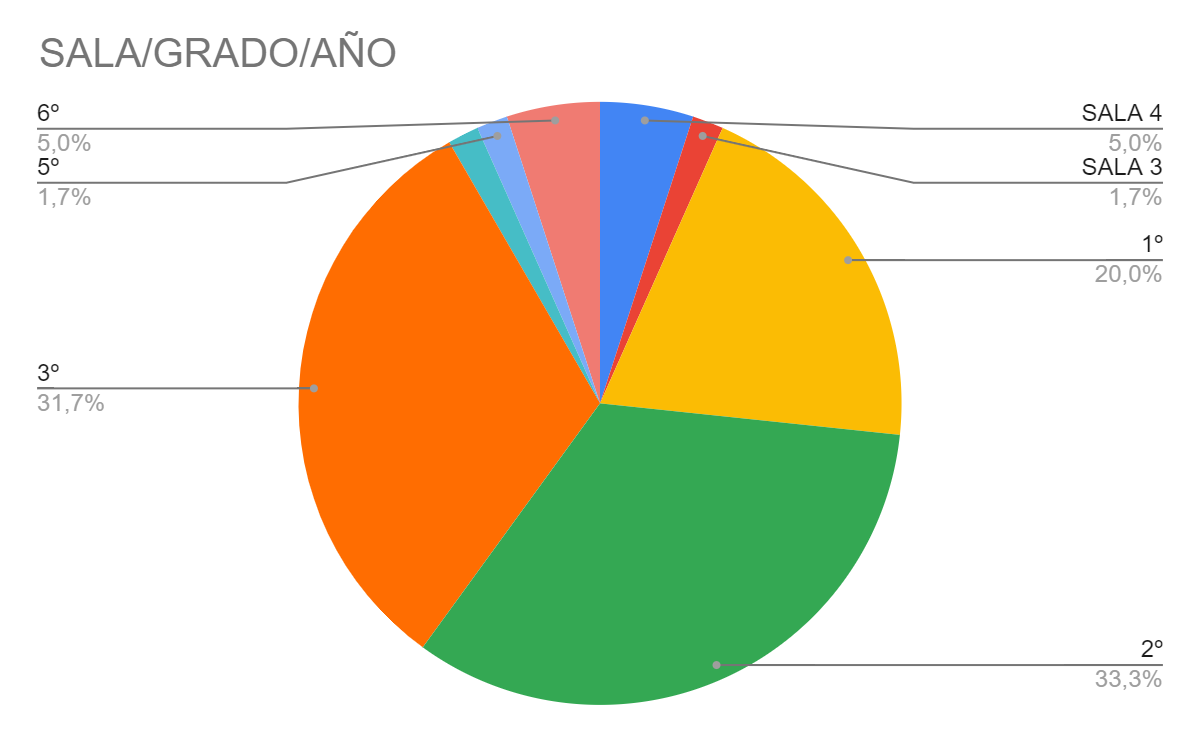 SALA/GRADO/AÑO
6º
5,0%
5º
1,7%
3º
31,7%
SALA 4
5,0%
SALA 3
1,7%
1º
20,0%
2º
33,3%